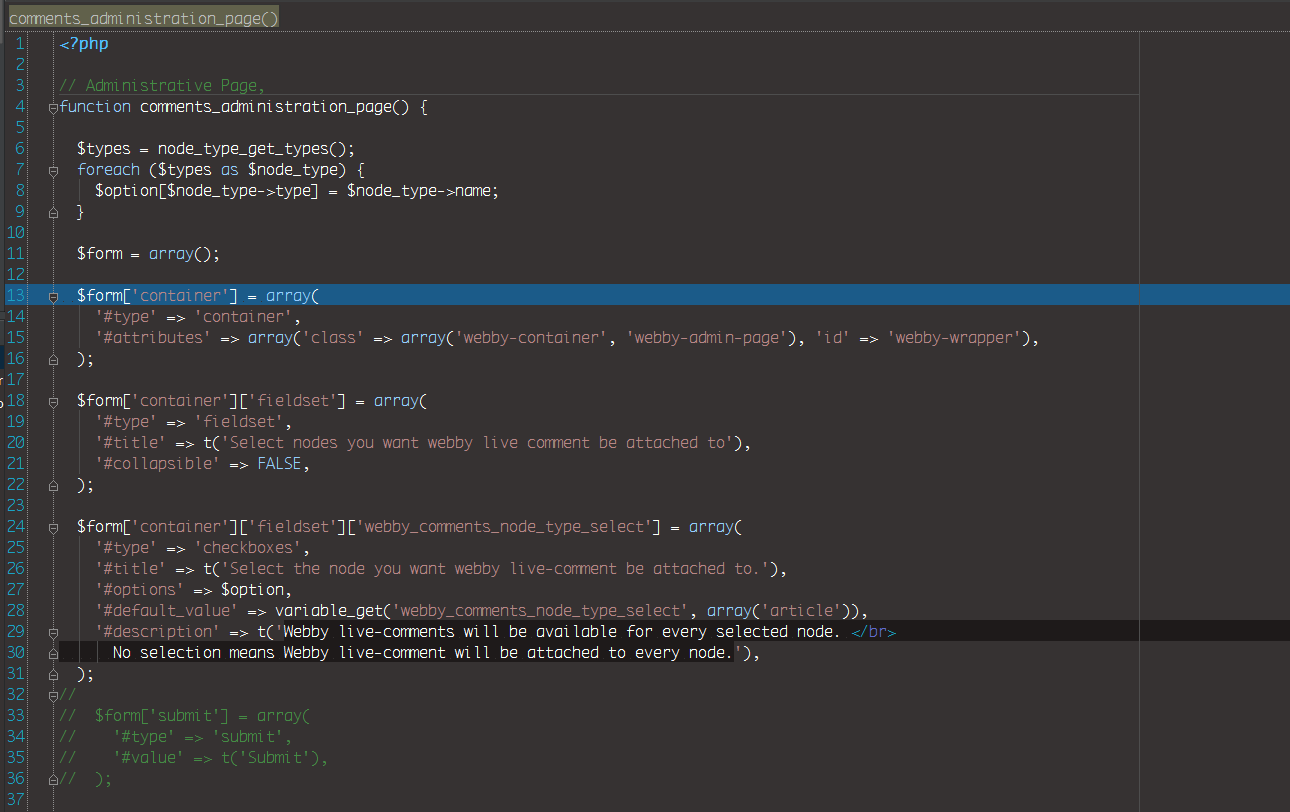 comments_administration_page()
1 <?php
2
3 // Administrative Page,
4 function comments_administration_page() {
5
6   $types = node_type_get_types();
7   foreach ($types as $node_type) {
8     $option[$node_type->type] = $node_type->name;
9   }
10
11   $form = array();
12
13   $form['container'] = array(
14     '#type' => 'container',
15     '#attributes' => array('class' => array('webby-container', 'webby-admin-page'), 'id' => 'webby-wrapper'),
16   );
17
18   $form['container']['fieldset'] = array(
19     '#type' => 'fieldset',
20     '#title' => t('Select nodes you want webby live comment be attached to'),
21     '#collapsible' => FALSE,
22   );
23
24   $form['container']['fieldset']['webby_comments_node_type_select'] = array(
25     '#type' => 'checkboxes',
26     '#title' => t('Select the node you want webby live-comment be attached to.'),
27     '#options' => $option,
28     '#default_value' => variable_get('webby_comments_node_type_select', array('article')),
29     '#description' => t('Webby live-comments will be available for every selected node. </br>
30       No selection means Webby live-comment will be attached to every node.'),
31   );
32 //
33 //  $form['submit'] = array(
34 //    '#type' => 'submit',
35 //    '#value' => t('Submit'),
36 //  );
37